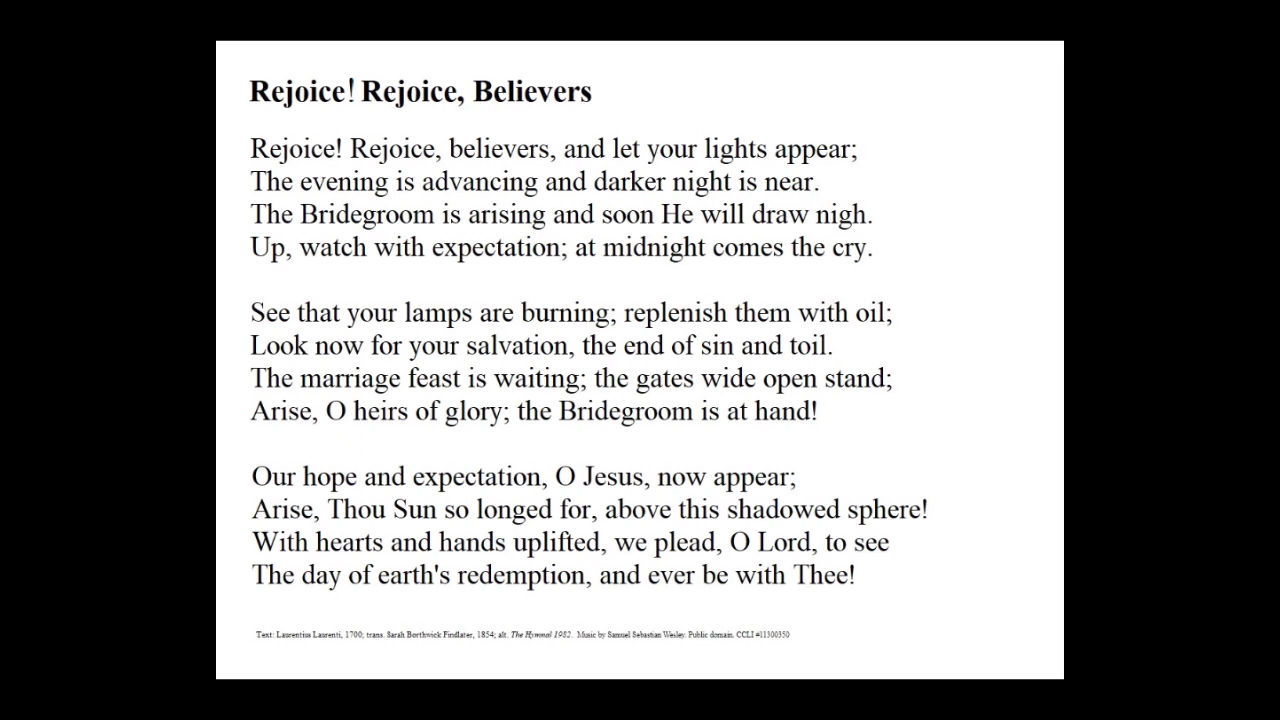 Rejoice! Rejoice, Believers
Rejoice! Rejoice, believers, and let your lights appear;
The evening is advancing and darker night is near.
The Bridegroom is arising and soon He will draw nigh.
Up, watch with expectation; at midnight comes the cry.
See that your lamps are burning; replenish them with oil;
Look now for your salvation, the end of sin and toil.
The marriage feast is waiting; the gates wide open stand;
Arise, O heirs of glory; the Bridegroom is at hand!
Our hope and expectation, O Jesus, now appear;
Arise, Thou Sun so longed for, above this shadowed sphere!
With hearts and hands uplifted, we plead, O Lord, to see
The day of earth's redemption, and ever be with Thee!
Text: Laurentius Laurenti, 1700; trans. Sarah Borthwick Findlater, 1854; alt. The Hymnal 1982. Music by Samuel Sebastian Wesley. Public domain. CCLI #11300350